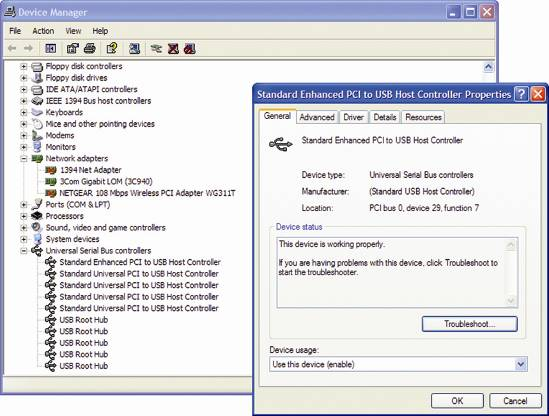 Device Manager
File Action View Help
Floppy disk controllers
Floppy disk drives
IDE ATA/ATAPI controllers
IEEE 1394 Bus host controllers
Keyboards
Mice and other pointing devices
Modems
Monitors
Network adapters
1394 Net Adapter
3Com Gigabit LOM (3C940)
NETGEAR 108 Mbps Wireless PCI Adapter WG311T
Ports (COM & LPT)
Processors
Sound, video and game controllers
System devices
Universal Serial Bus controllers
Standard Enhanced PCI to USB Host Controller
Standard Universal PCI to USB Host Controller
Standard Universal PCI to USB Host Controller
Standard Universal PCI to USB Host Controller
Standard Universal PCI to USB Host Controller
USB Root Hub
USB Root Hub
USB Root Hub
USB Root Hub
USB Root Hub
Standard Enhanced PCI to USB Host Controller Properties
General Advanced Driver Details Resources
Standard Enhanced PCI to USB Host Controller
Device type: Universal Serial Bus controllers
Manufacturer: (Standard USB Host Controller)
Location: PCI bus 0, device 29, function 7
Device status
This device is working properly.
If you are having problems with this device, click Troubleshoot to
start the troubleshooter.
Troubleshoot...
Device usage:
Use this device (enable)
OK Cancel